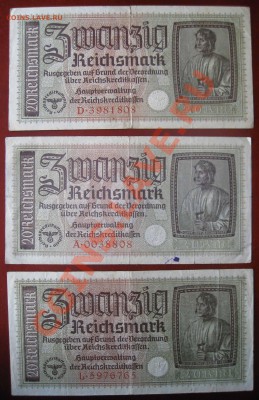 COINS.LAVE.RU
20 Reichsmark
Zwanzig
Reichsmark
Ausgegeben auf Grund der Verordnung
über Reichskreditkassen.
Hauptverwaltung
der Reichskreditkassen
D·3981808
20 Reichsmark
Zwanzig
Reichsmark
Ausgegeben auf Grund der Verordnung
über Reichskreditkassen.
Hauptverwaltung
der Reichskreditkassen
A·0038808
20 Reichsmark
Zwanzig
Reichsmark
Ausgegeben auf Grund der Verordnung
über Reichskreditkassen.
Hauptverwaltung
der Reichskreditkassen